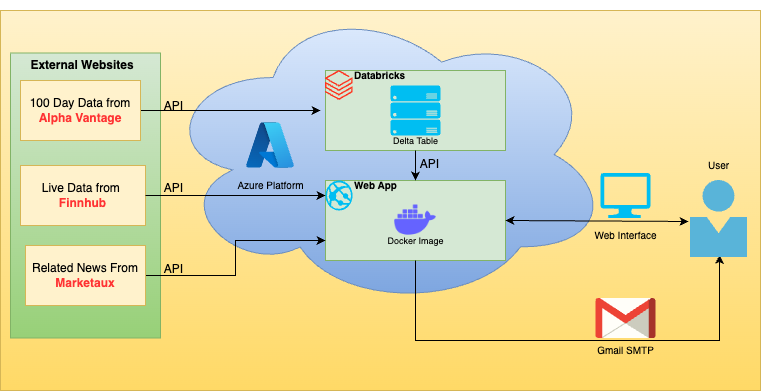 External Websites
100 Day Data from
Alpha Vantage
API
Live Data from
Finnhub
API
Related News From
Marketaux
API
Azure Platform
Databricks
Delta Table
API
Web App
Docker Image
Web Interface
User
Gmail SMTP